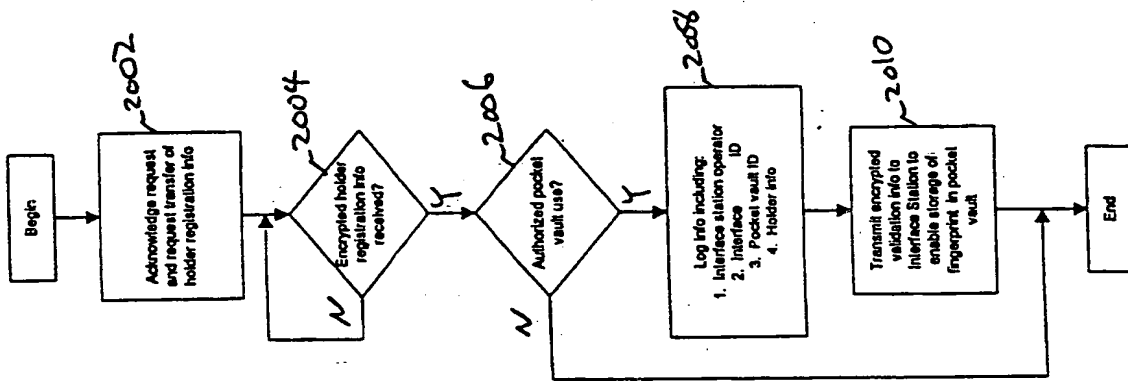 Begin
2002
Acknowledge request
and request transfer of
holder registration info
2004
Encrypted holder
registration info
received?
N
Y
2006
Authorized pocket
vault use?
N
Y
2008
Log info including:
1. Interface station operator
2. Interface ID
3. Pocket vault ID
4. Holder info
2010
Transmit encrypted
validation info to
Interface Station to
enable storage of
fingerprint in pocket
vault
End